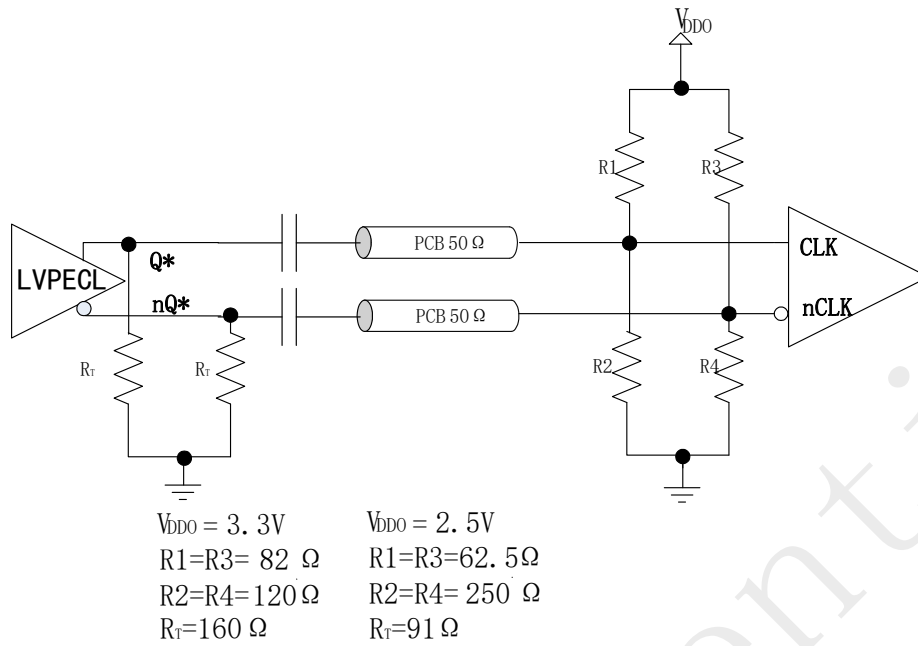 VDDO
R1
R3
PCB 50 Ω
CLK
Q*
LVPECL
nQ*
PCB 50 Ω
nCLK
RT
RT
R2
R4
VDDO = 3.3V
VDDO = 2.5V
R1=R3= 82 Ω
R1=R3=62.5Ω
R2=R4=120 Ω
R2=R4= 250 Ω
RT=160 Ω
RT=91 Ω